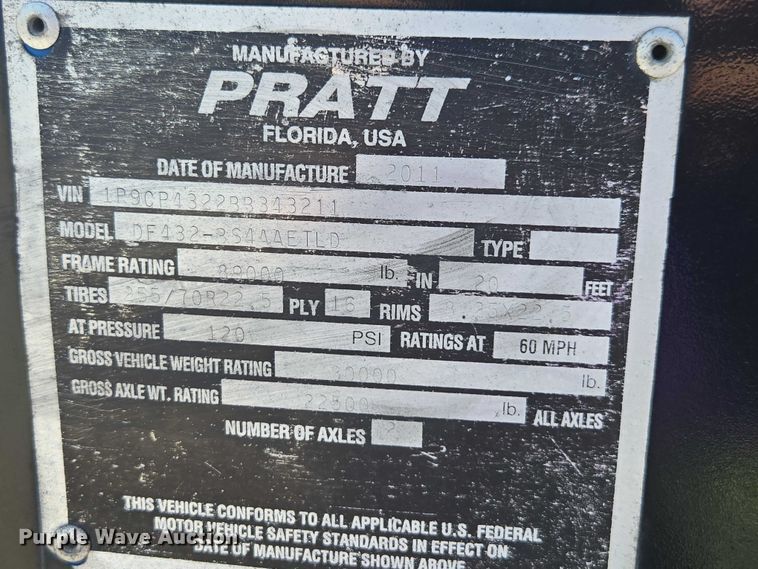 MANUFACTURED BY
PRATT
FLORIDA, USA
DATE OF MANUFACTURE 2011
VIN
MODEL TYPE
FRAME RATING lb. IN 20 FEET
TIRES 255/70R22.5 PLY 16 RIMS
AT PRESSURE 120 PSI RATINGS AT 60 MPH
GROSS VEHICLE WEIGHT RATING lb.
GROSS AXLE WT. RATING 22500 lb. ALL AXLES
NUMBER OF AXLES 2
THIS VEHICLE CONFORMS TO ALL APPLICABLE U.S. FEDERAL
MOTOR VEHICLE SAFETY STANDARDS IN EFFECT ON
DATE OF MANUFACTURE SHOWN ABOVE.
Purple Wave Auction